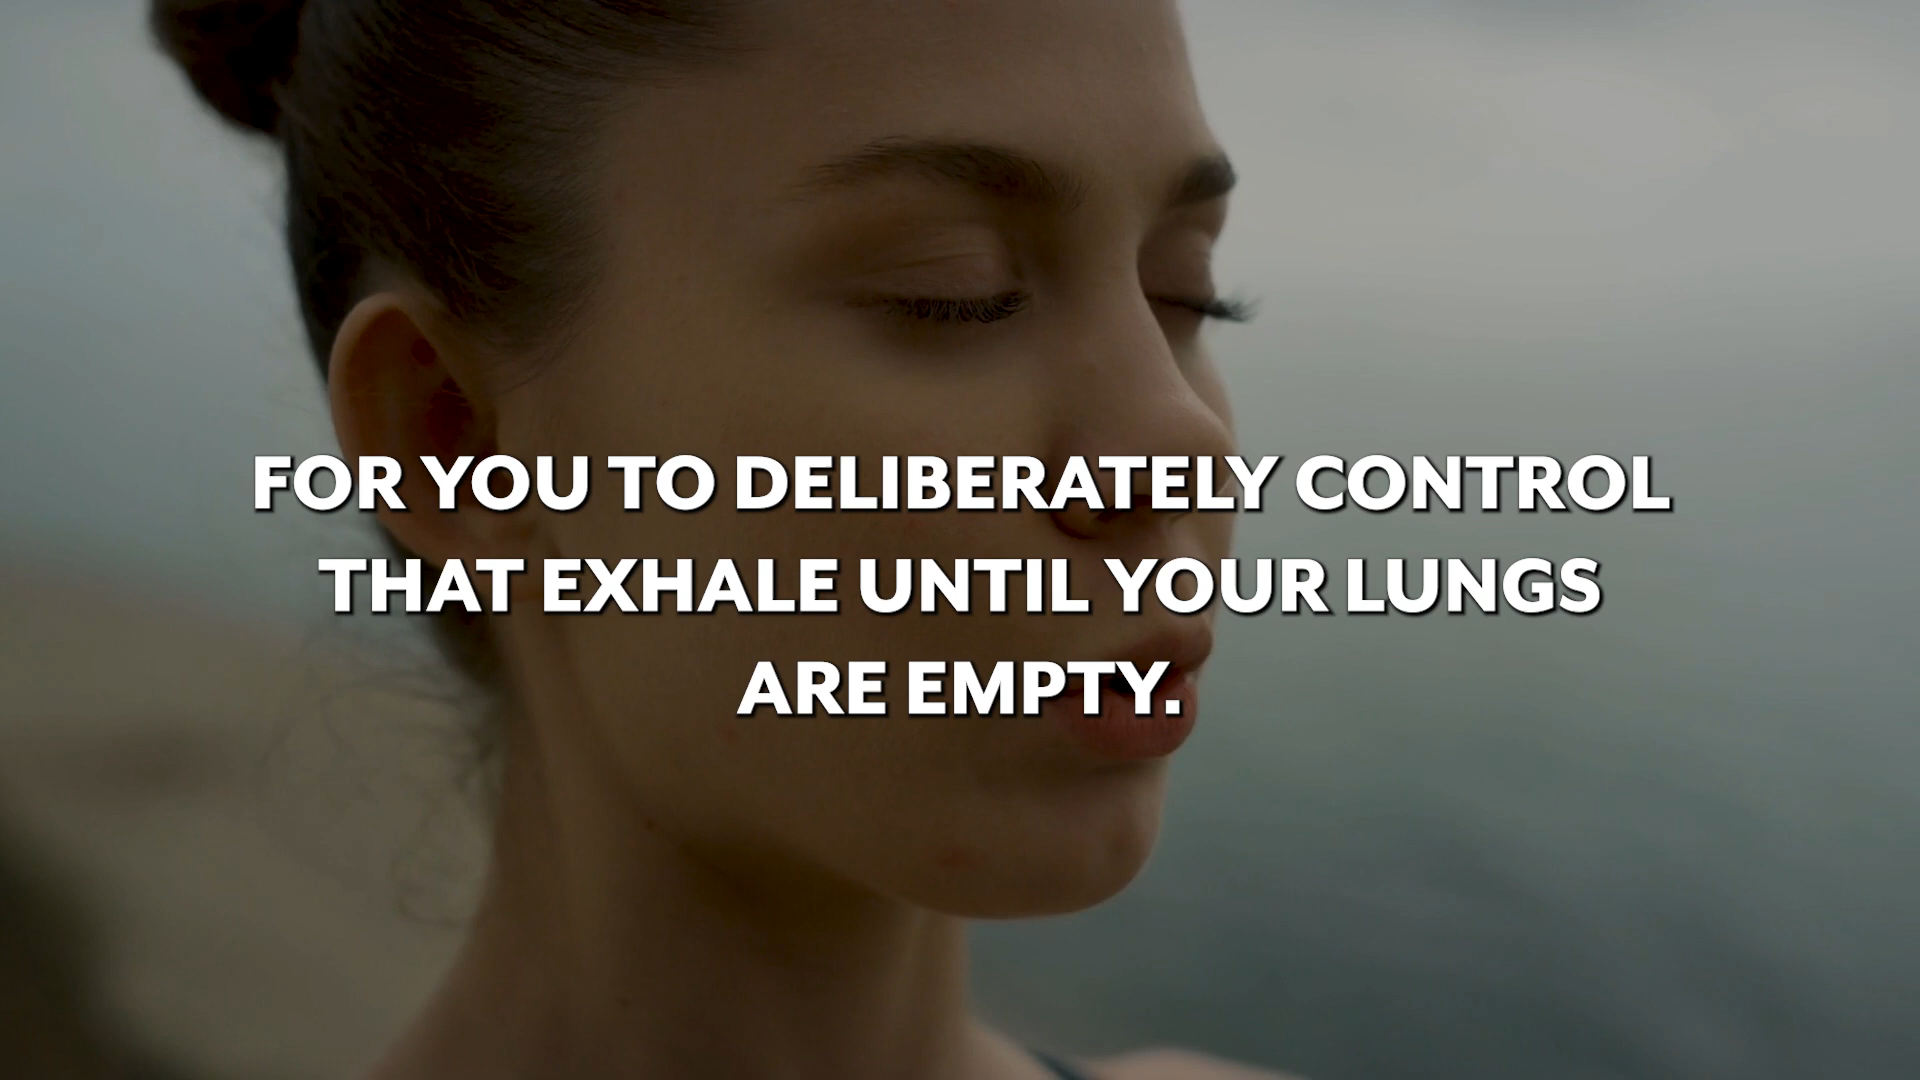 FOR YOU TO DELIBERATELY CONTROL
THAT EXHALE UNTIL YOUR LUNGS
ARE EMPTY.